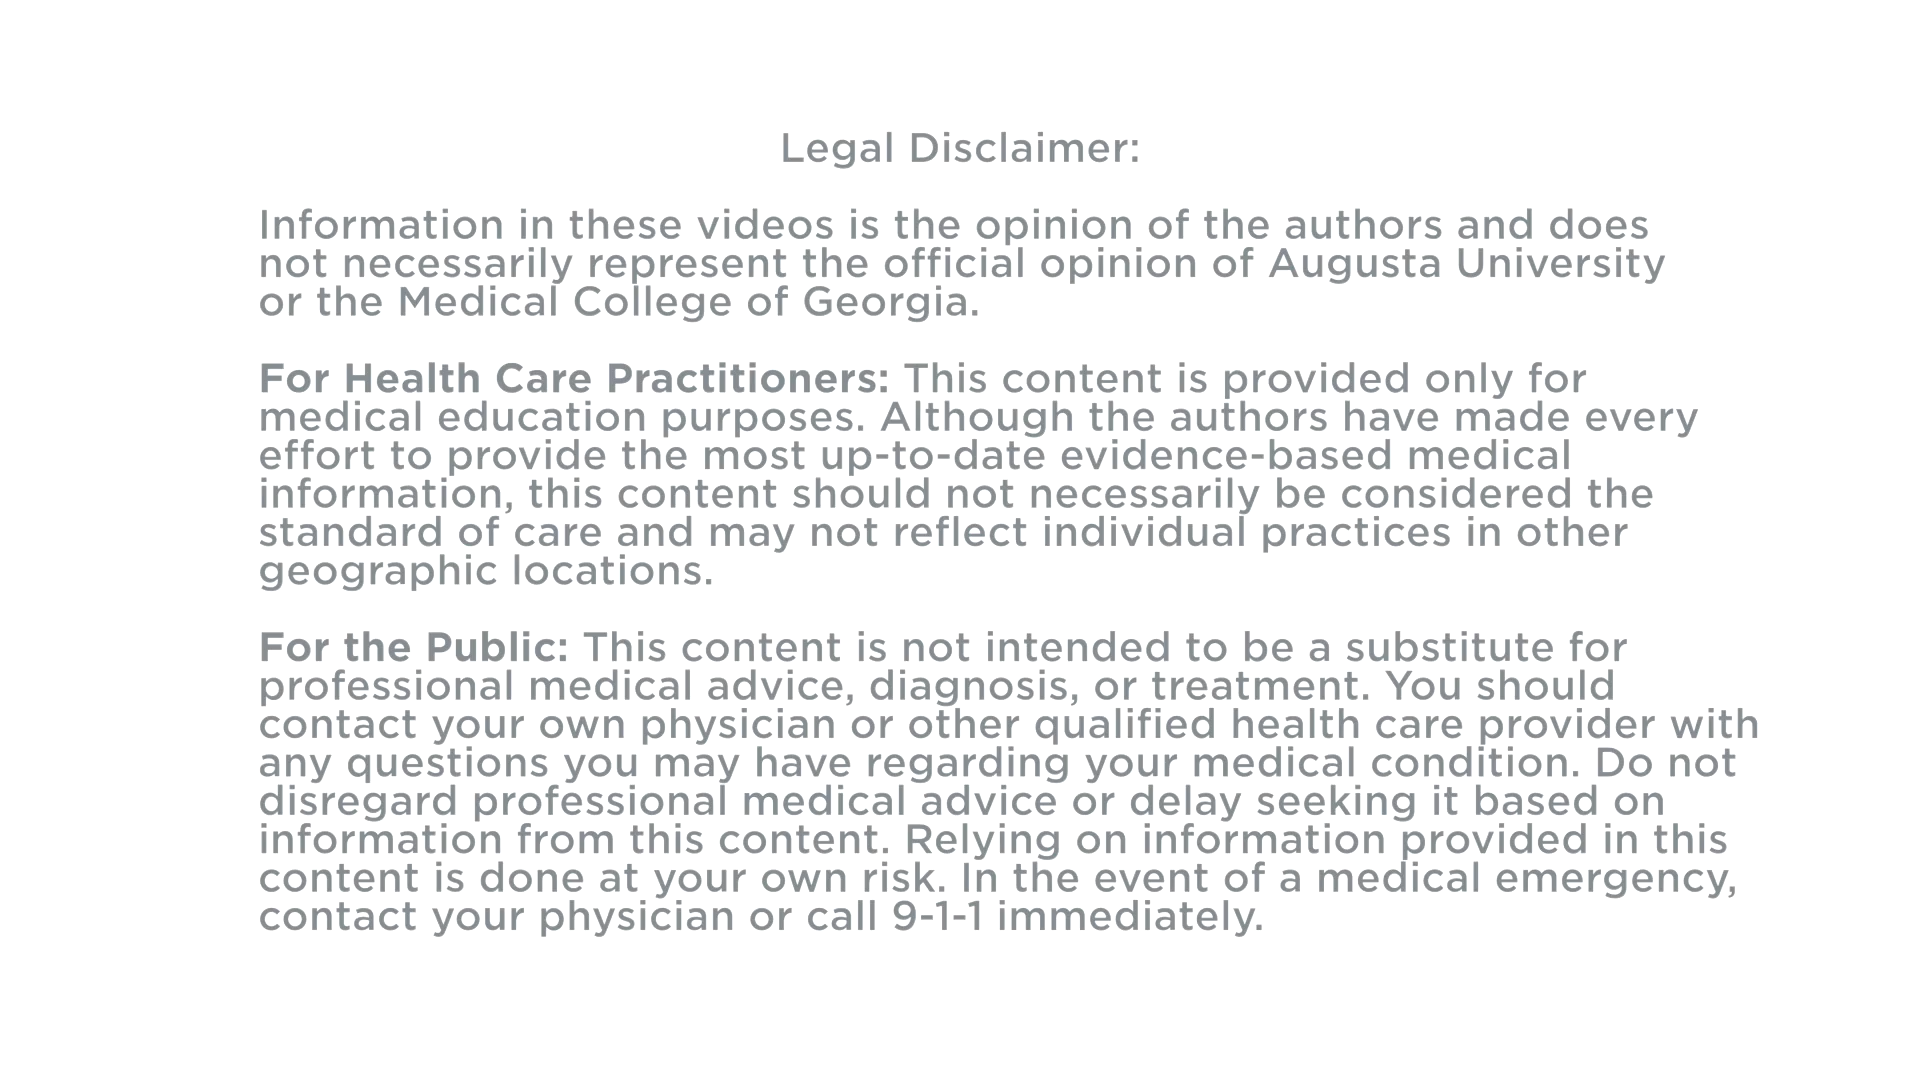 Legal Disclaimer:
Information in these videos is the opinion of the authors and does
not necessarily represent the official opinion of Augusta University
or the Medical College of Georgia.
For Health Care Practitioners: This content is provided only for
medical education purposes. Although the authors have made every
effort to provide the most up-to-date evidence-based medical
information, this content should not necessarily be considered the
standard of care and may not reflect individual practices in other
geographic locations.
For the Public: This content is not intended to be a substitute for
professional medical advice, diagnosis, or treatment. You should
contact your own physician or other qualified health care provider with
any questions you may have regarding your medical condition. Do not
disregard professional medical advice or delay seeking it based on
information from this content. Relying on information provided in this
content is done at your own risk. In the event of a medical emergency,
contact your physician or call 9-1-1 immediately.